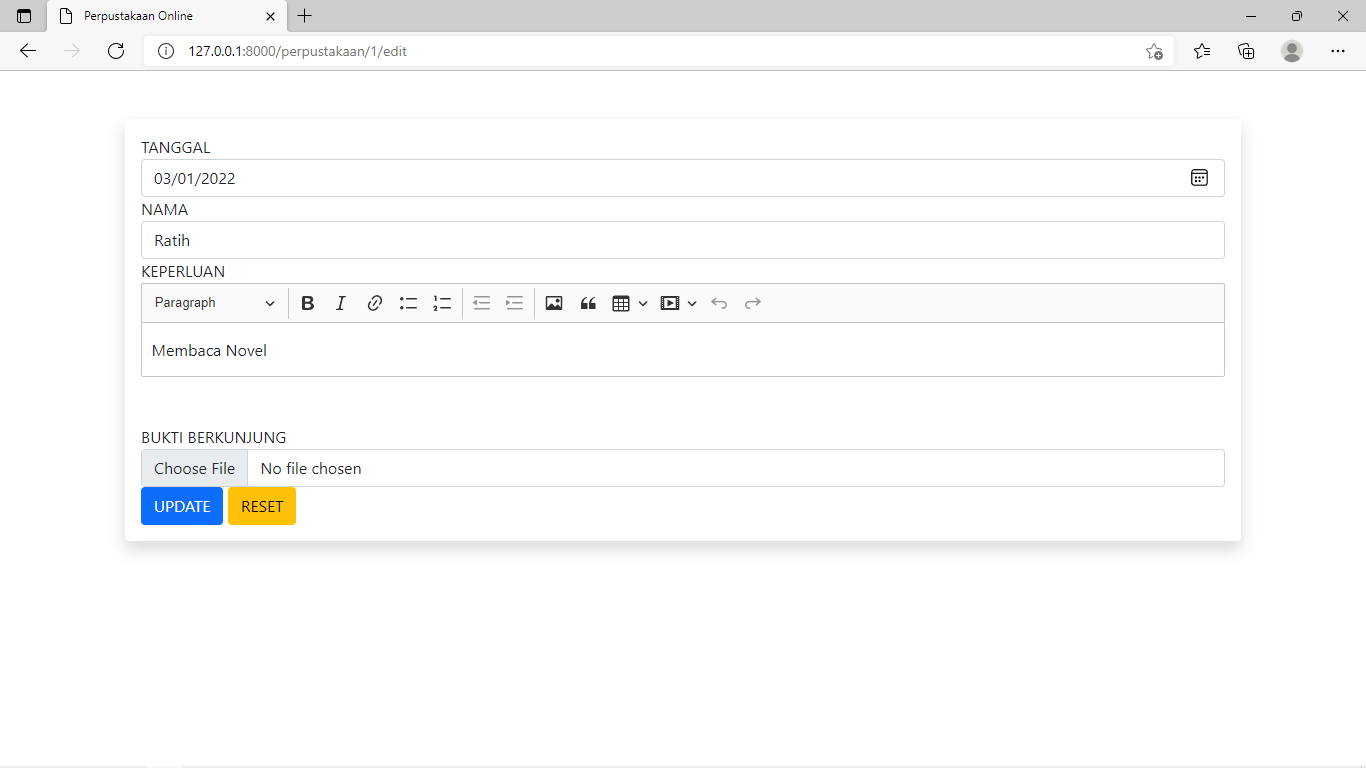 Perpustakaan Online
127.0.0.1:8000/perpustakaan/1/edit
TANGGAL
03/01/2022
NAMA
Ratih
KEPERLUAN
Paragraph
Membaca Novel
BUKTI BERKUNJUNG
Choose File No file chosen
UPDATE RESET